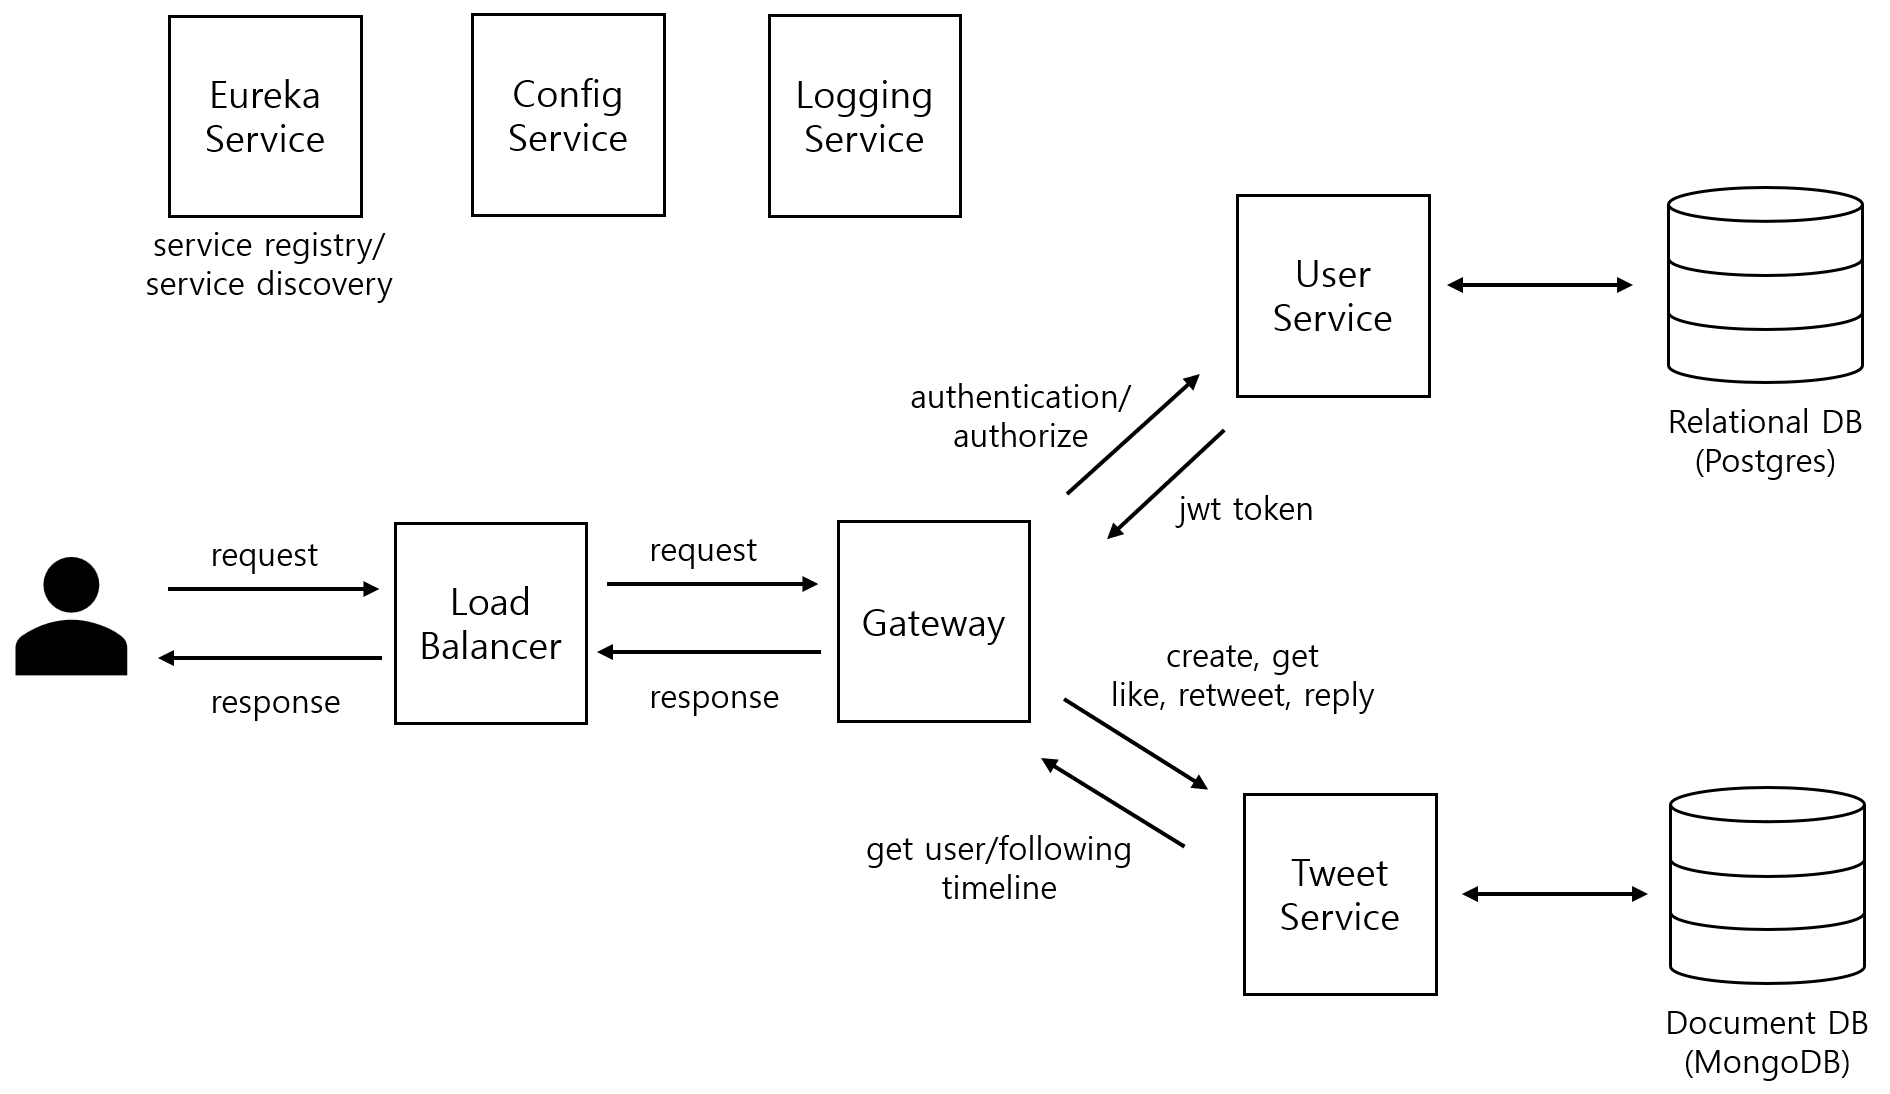 Eureka
Service
service registry/
service discovery
Config
Service
Logging
Service
User
Service
Relational DB
(Postgres)
authentication/
authorize
jwt token
request
response
Load
Balancer
request
response
Gateway
create, get
like, retweet, reply
get user/following
timeline
Tweet
Service
Document DB
(MongoDB)